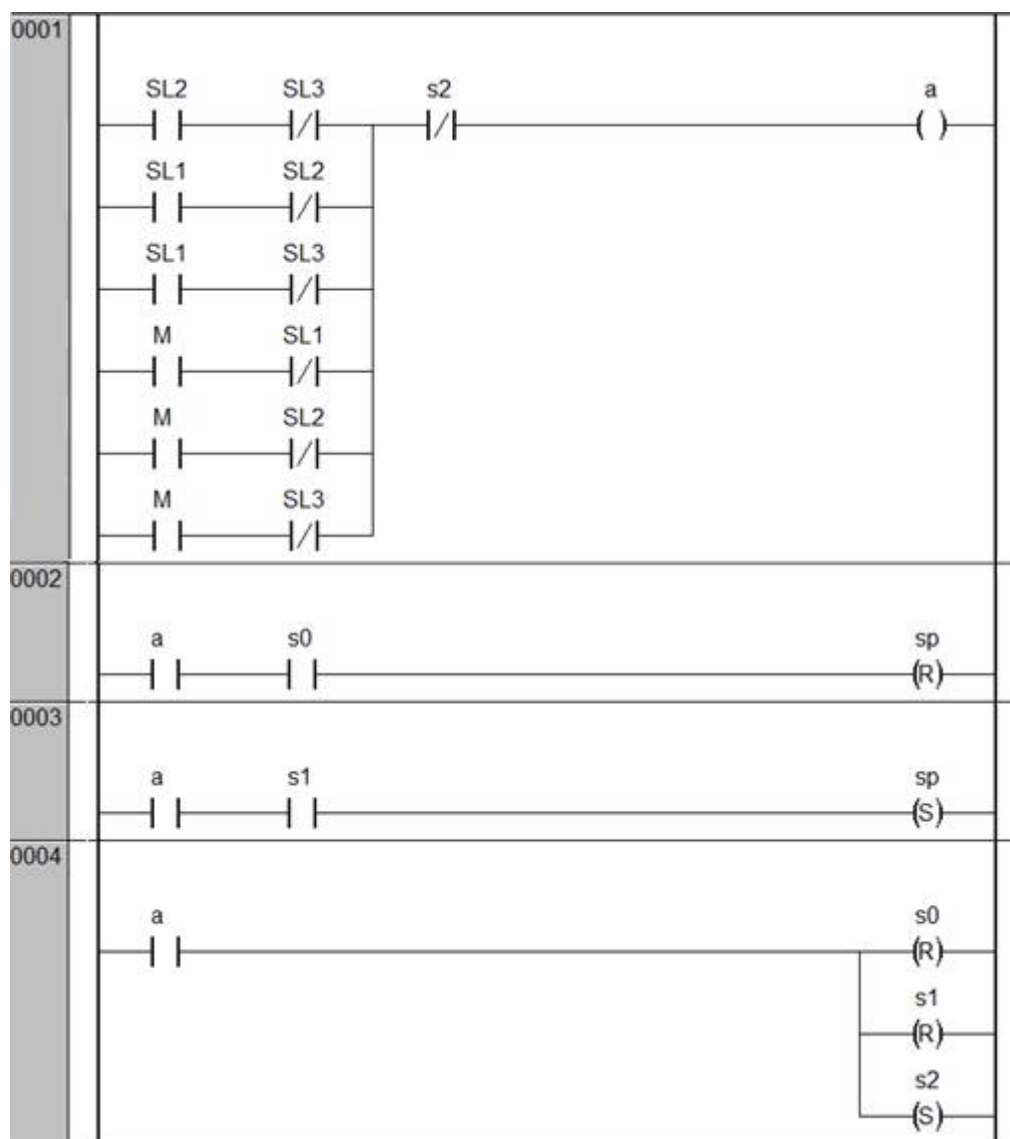 0001
SL2 SL3 s2 a
SL1 SL2
SL1 SL3
M SL1
M SL2
M SL3
0002
a s0 sp
R
0003
a s1 sp
S
0004
a s0
R
s1
R
s2
S